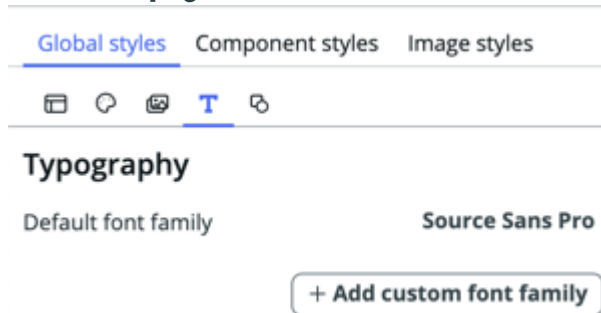 Global styles Component styles Image styles
T
Typography
Default font family Source Sans Pro
+ Add custom font family